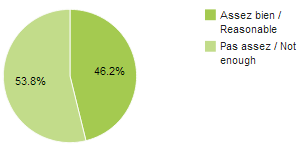 46.2%
53.8%
Assez bien /
Reasonable
Pas assez / Not
enough